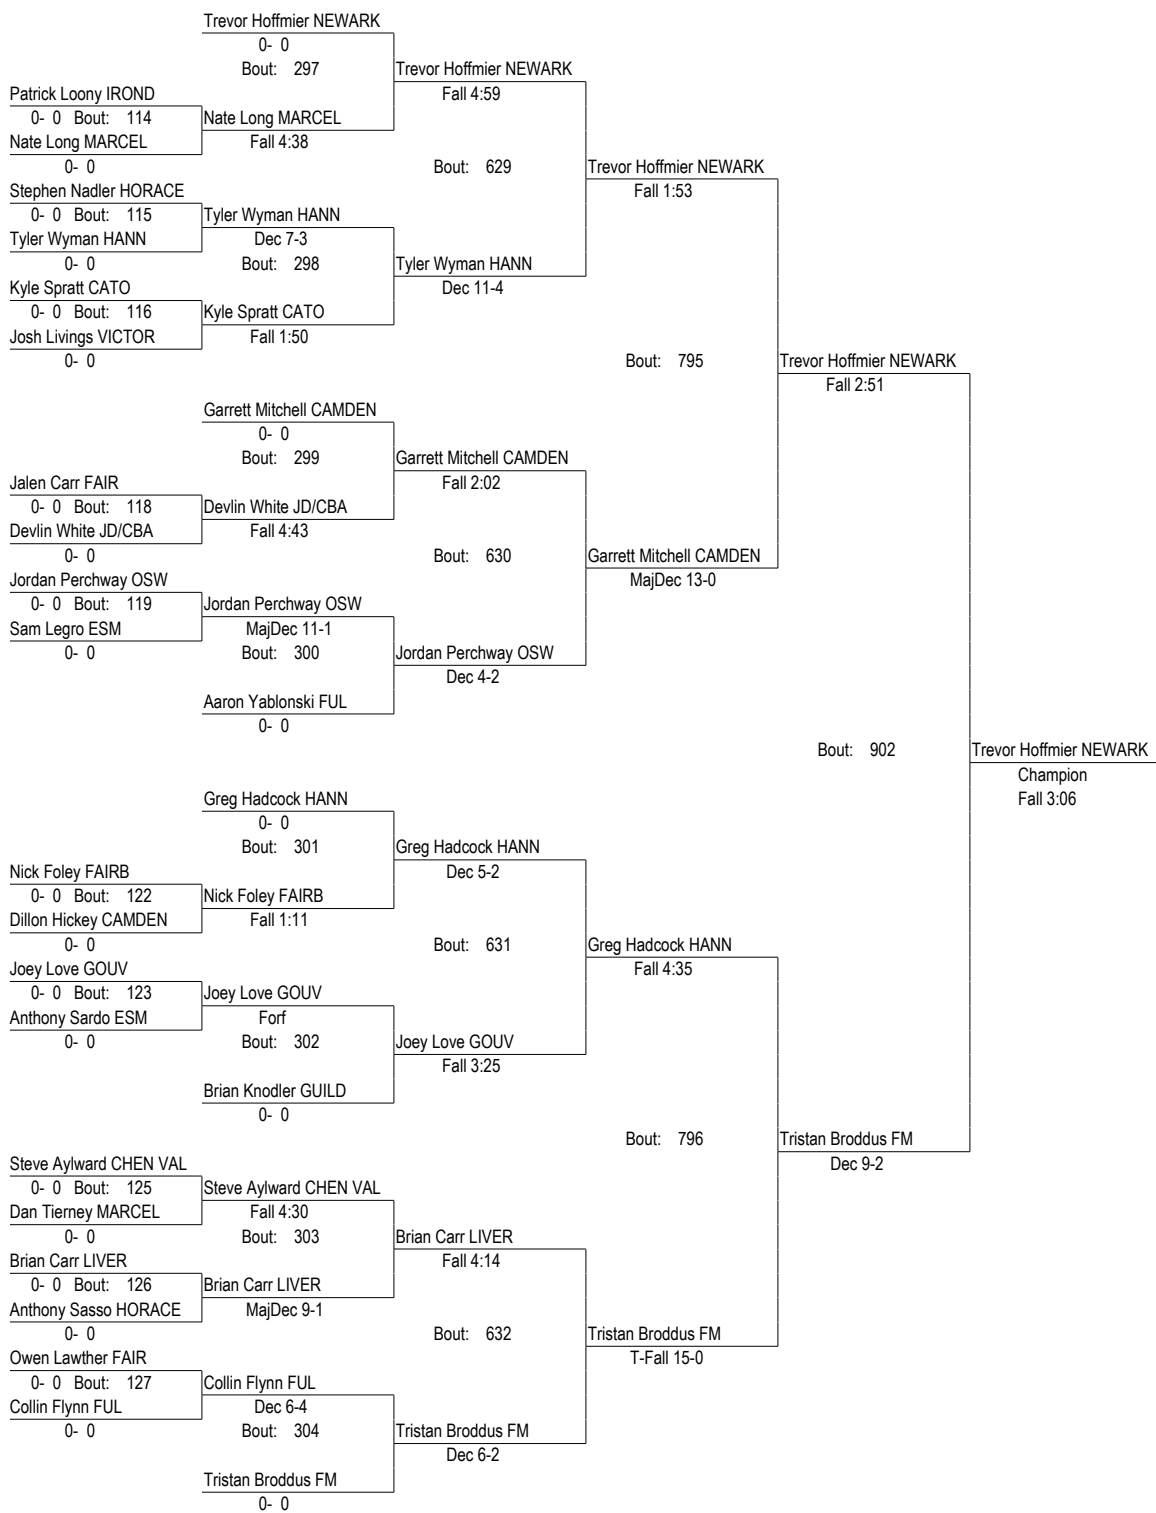 Trevor Hoffmier NEWARK
0- 0
Bout: 297 Trevor Hoffmier NEWARK
Patrick Loony IROND Fall 4:59
0- 0 Bout: 114 Nate Long MARCEL
Nate Long MARCEL Fall 4:38
0- 0 Bout: 629 Trevor Hoffmier NEWARK
Stephen Nadler HORACE Fall 1:53
0- 0 Bout: 115 Tyler Wyman HANN
Tyler Wyman HANN Dec 7-3
0- 0 Bout: 298 Tyler Wyman HANN
Kyle Spratt CATO Dec 11-4
0- 0 Bout: 116 Kyle Spratt CATO
Josh Livings VICTOR Fall 1:50
0- 0 Bout: 795 Trevor Hoffmier NEWARK
Fall 2:51
Garrett Mitchell CAMDEN
0- 0
Bout: 299 Garrett Mitchell CAMDEN
Jalen Carr FAIR Fall 2:02
0- 0 Bout: 118 Devlin White JD/CBA
Devlin White JD/CBA Fall 4:43
0- 0 Bout: 630 Garrett Mitchell CAMDEN
Jordan Perchway OSW MajDec 13-0
0- 0 Bout: 119 Jordan Perchway OSW
Sam Legro ESM MajDec 11-1
0- 0 Bout: 300 Jordan Perchway OSW
Dec 4-2
Aaron Yablonski FUL
0- 0
Bout: 902 Trevor Hoffmier NEWARK
Champion
Greg Hadcock HANN Fall 3:06
0- 0
Bout: 301 Greg Hadcock HANN
Nick Foley FAIRB Dec 5-2
0- 0 Bout: 122 Nick Foley FAIRB
Dillon Hickey CAMDEN Fall 1:11
0- 0 Bout: 631 Greg Hadcock HANN
Joey Love GOUV Fall 4:35
0- 0 Bout: 123 Joey Love GOUV
Anthony Sardo ESM Forf
0- 0 Bout: 302 Joey Love GOUV
Fall 3:25
Brian Knodler GUILD
0- 0
Bout: 796 Tristan Broddus FM
Steve Aylward CHEN VAL Dec 9-2
0- 0 Bout: 125 Steve Aylward CHEN VAL
Dan Tierney MARCEL Fall 4:30
0- 0 Bout: 303 Brian Carr LIVER
Brian Carr LIVER Fall 4:14
0- 0 Bout: 126 Brian Carr LIVER
Anthony Sasso HORACE MajDec 9-1
0- 0 Bout: 632 Tristan Broddus FM
Owen Lawther FAIR T-Fall 15-0
0- 0 Bout: 127 Collin Flynn FUL
Collin Flynn FUL Dec 6-4
0- 0 Bout: 304 Tristan Broddus FM
Dec 6-2
Tristan Broddus FM
0- 0